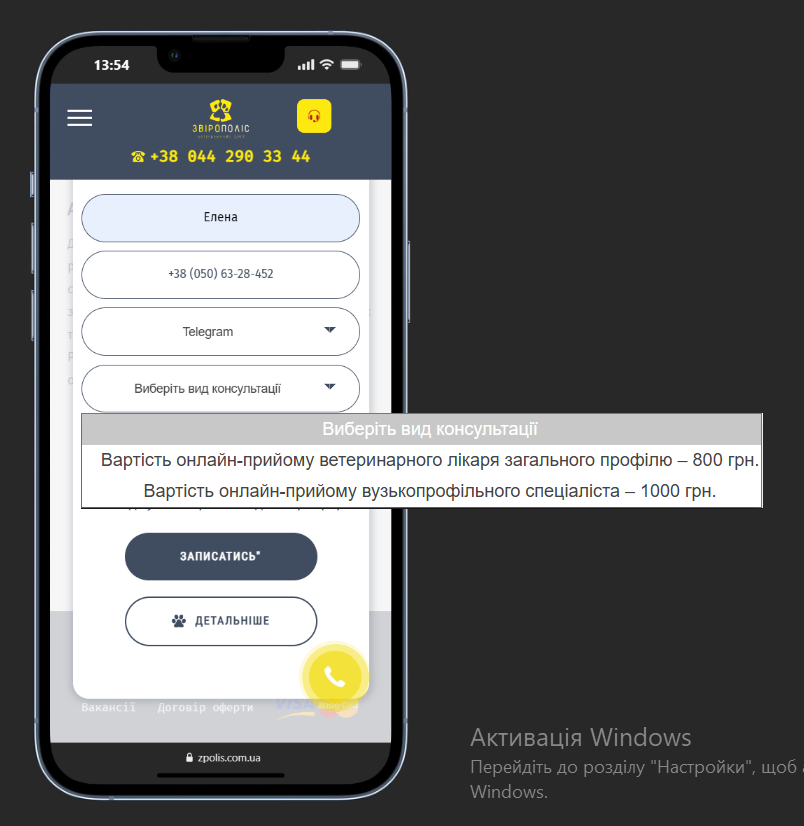 13:54
ЗВІРОПОЛІС
☎ +38 044 290 33 44
Елена
+38 (050) 63-28-452
Telegram
Виберіть вид консультації
Виберіть вид консультації
Вартість онлайн-прийому ветеринарного лікаря загального профілю – 800 грн.
Вартість онлайн-прийому вузькопрофільного спеціаліста – 1000 грн.
ЗАПИСАТИСЬ*
ДЕТАЛЬНІШЕ
Вакансії Договір оферти VISA
zpolis.com.ua
Активація Windows
Перейдіть до розділу "Настройки", щоб а
Windows.